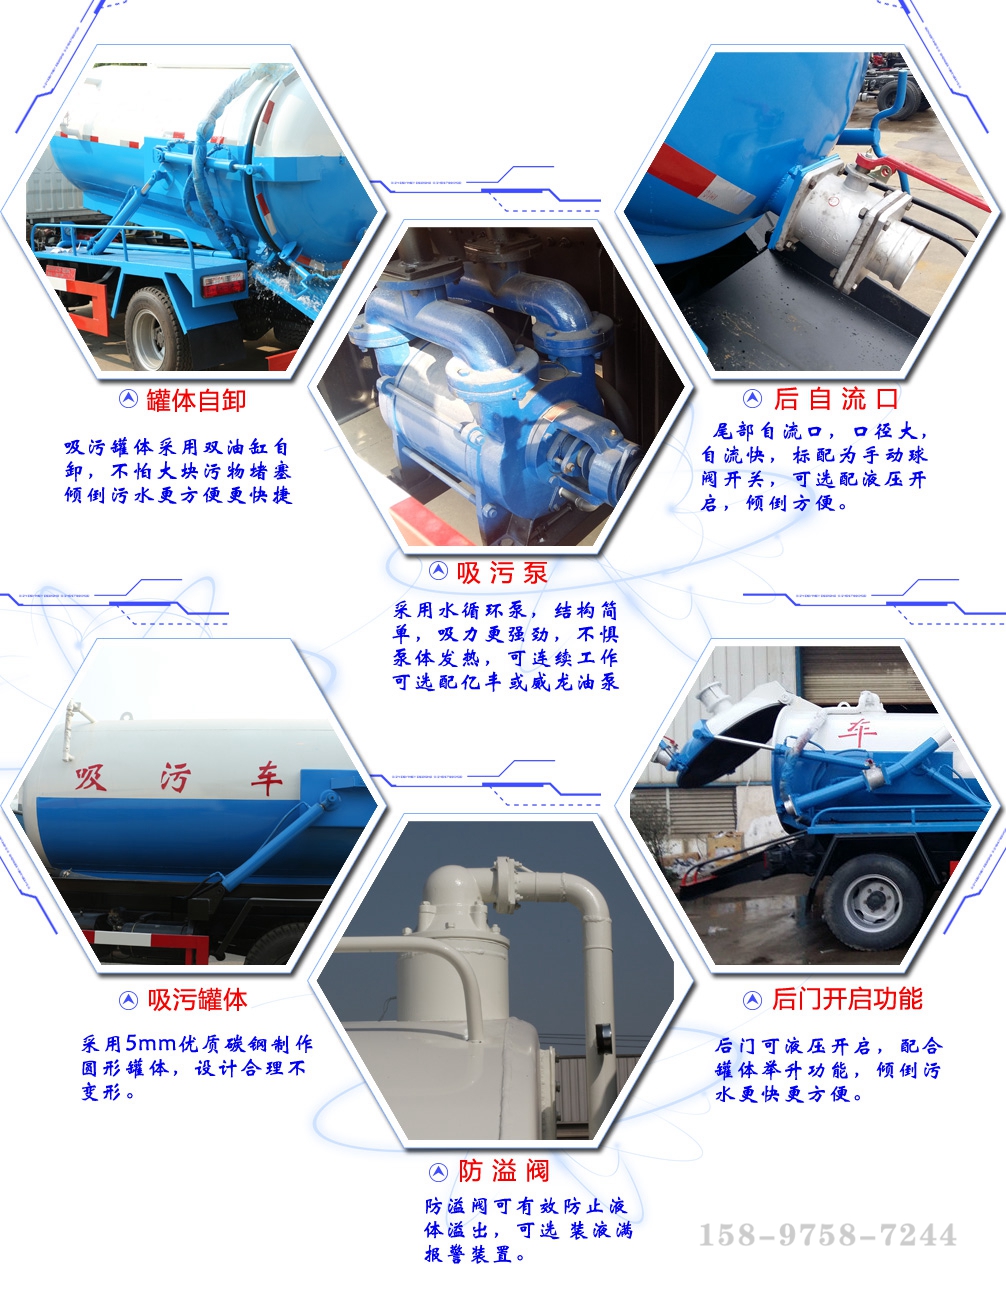 罐体自卸
吸污罐体采用双油缸自
卸，不怕大块污物堵塞
倾倒污水更方便更快捷
后自流口
尾部自流口，口径大，
自流快，标配为手动球
阀开关，可选配液压开
启，倾倒方便。
吸污泵
采用水循环泵，结构简
单，吸力更强劲，不惧
泵体发热，可连续工作
可选配亿丰或威龙油泵
吸污车
吸污罐体
采用5mm优质碳钢制作
圆形罐体，设计合理不
变形。
车
后门开启功能
后门可液压开启，配合
罐体举升功能，倾倒污
水更快更方便。
防溢阀
防溢阀可有效防止液
体溢出，可选 装液满
报警装置。
158-9758-7244